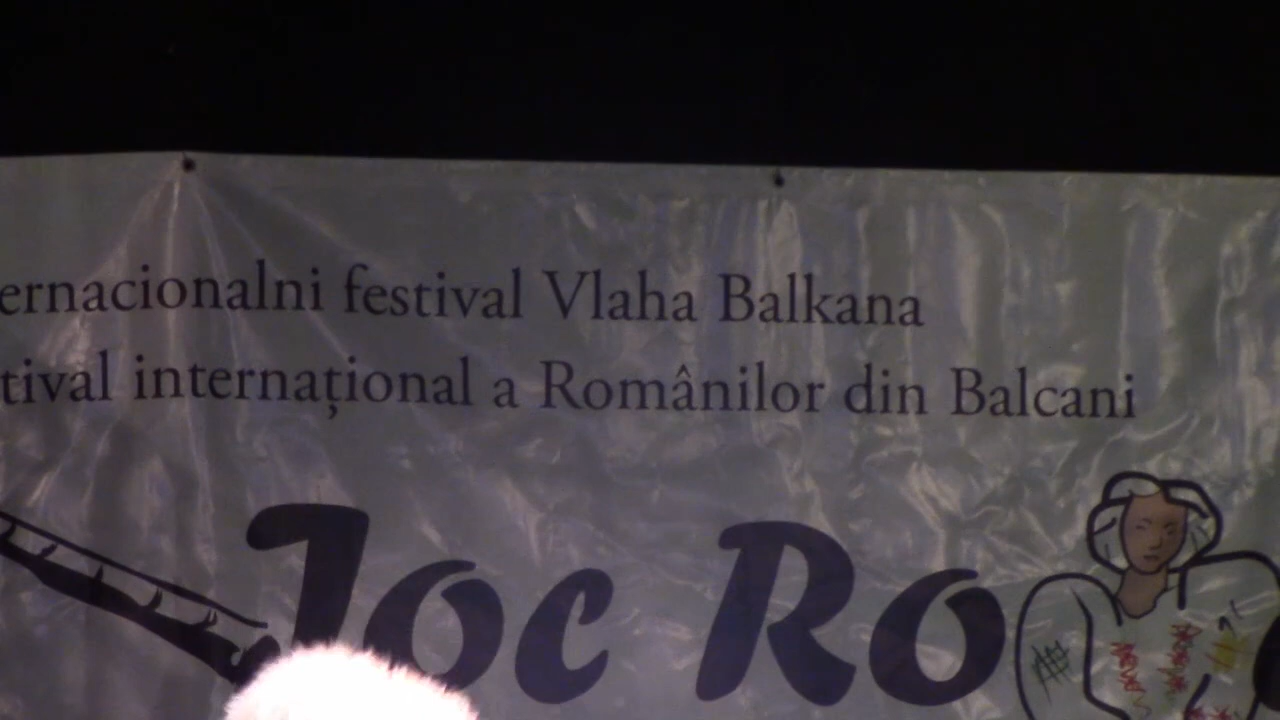 ernacionalni festival Vlaha Balkana
tival internațional a Românilor din Balcani
Joc Ro